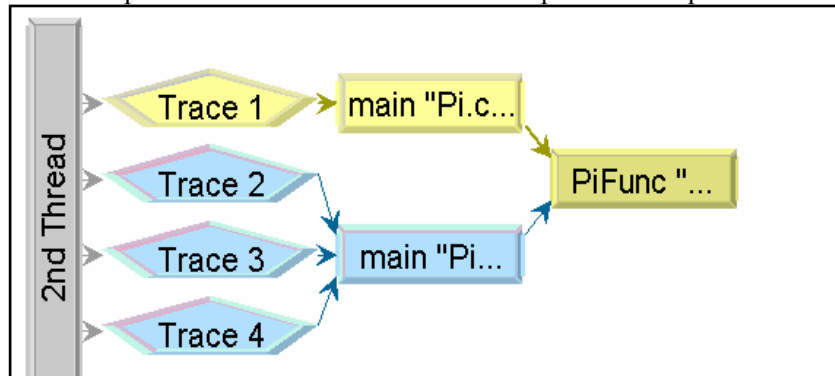 2nd Thread
Trace 1
main "Pi.c...
PiFunc "...
Trace 2
Trace 3
main "Pi...
Trace 4